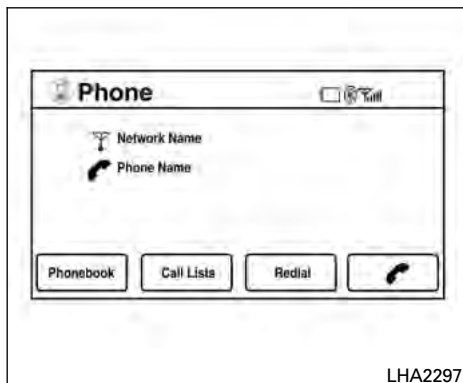 Phone
Network Name
Phone Name
Phonebook Call Lists Redial
LHA2297